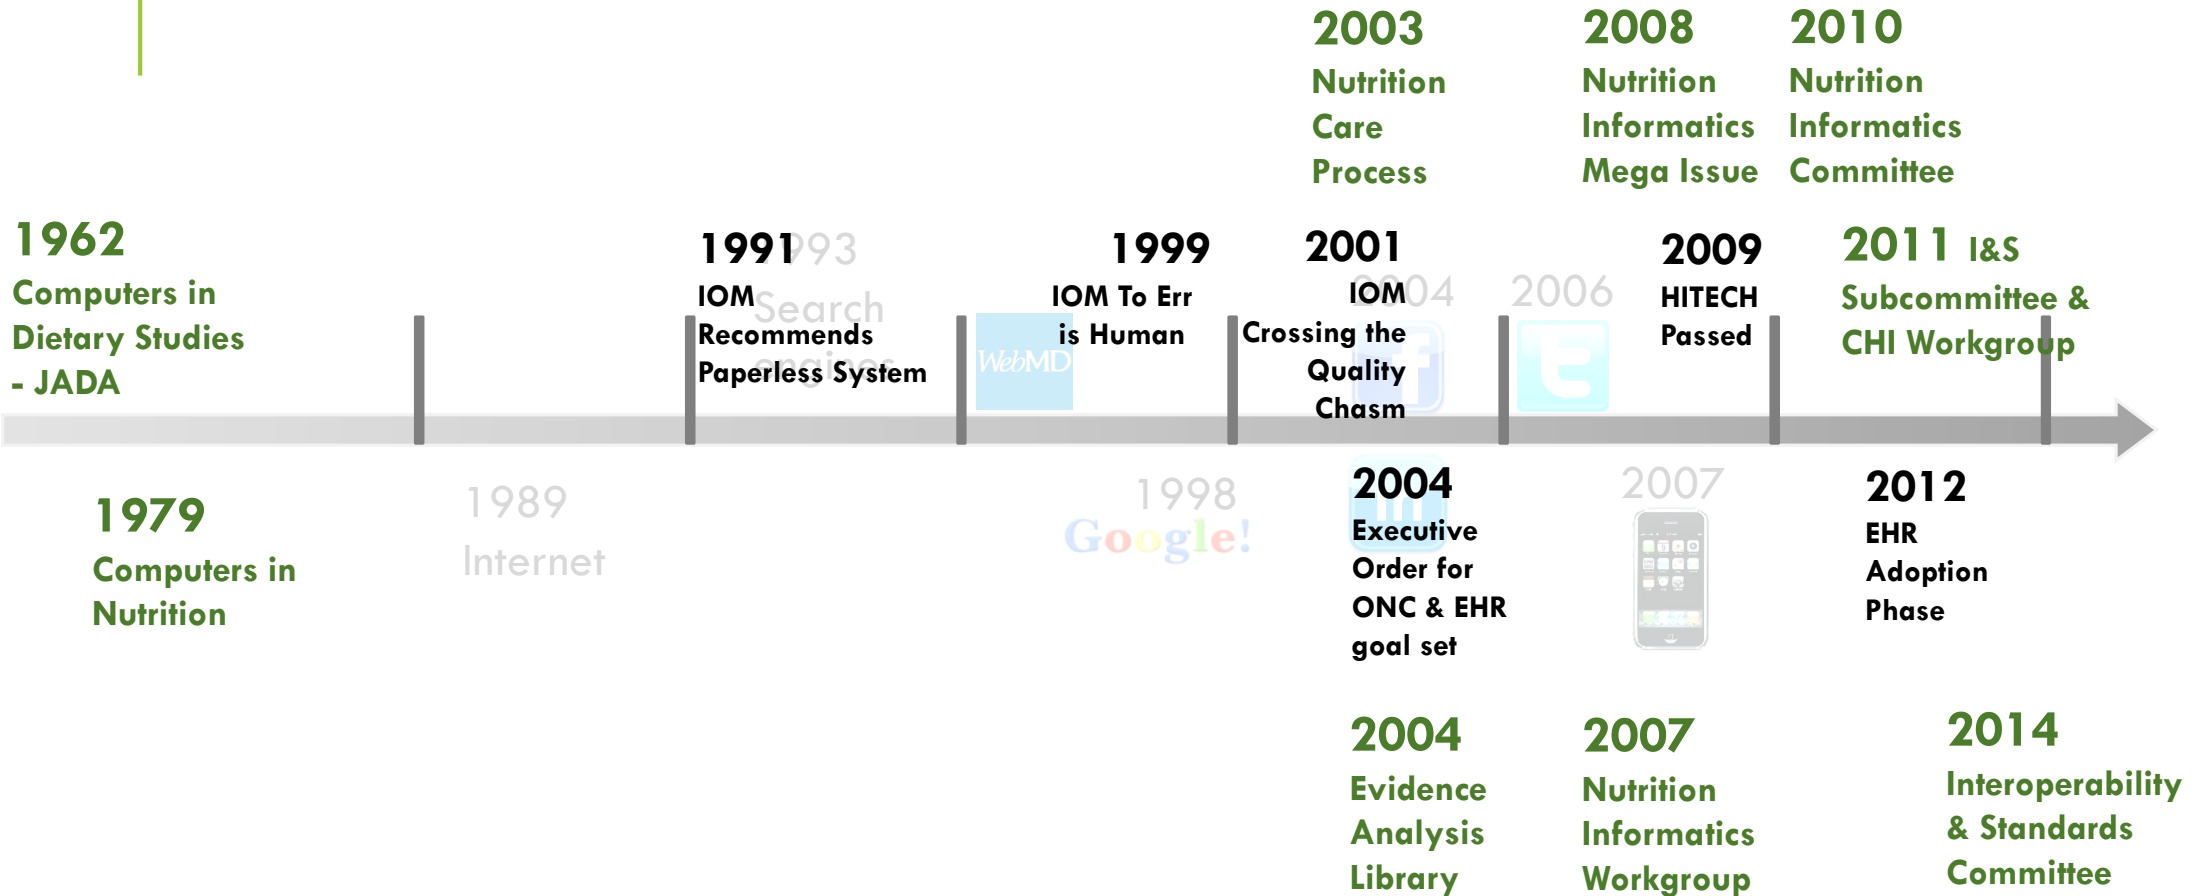 2003
Nutrition
Care
Process
2008
Nutrition
Informatics
Mega Issue
2010
Nutrition
Informatics
Committee
1962
Computers in
Dietary Studies
- JADA
1991
IOM
Recommends
Paperless System
1993
Search
engines
WebMD
1999
IOM To Err
is Human
2001
IOM
Crossing the
Quality
Chasm
2004
f
2006
t
2009
HITECH
Passed
2011 I&S
Subcommittee &
CHI Workgroup
1979
Computers in
Nutrition
1989
Internet
1998
Google!
in
2004
Executive
Order for
ONC & EHR
goal set
2007
2012
EHR
Adoption
Phase
2004
Evidence
Analysis
Library
2007
Nutrition
Informatics
Workgroup
2014
Interoperability
& Standards
Committee